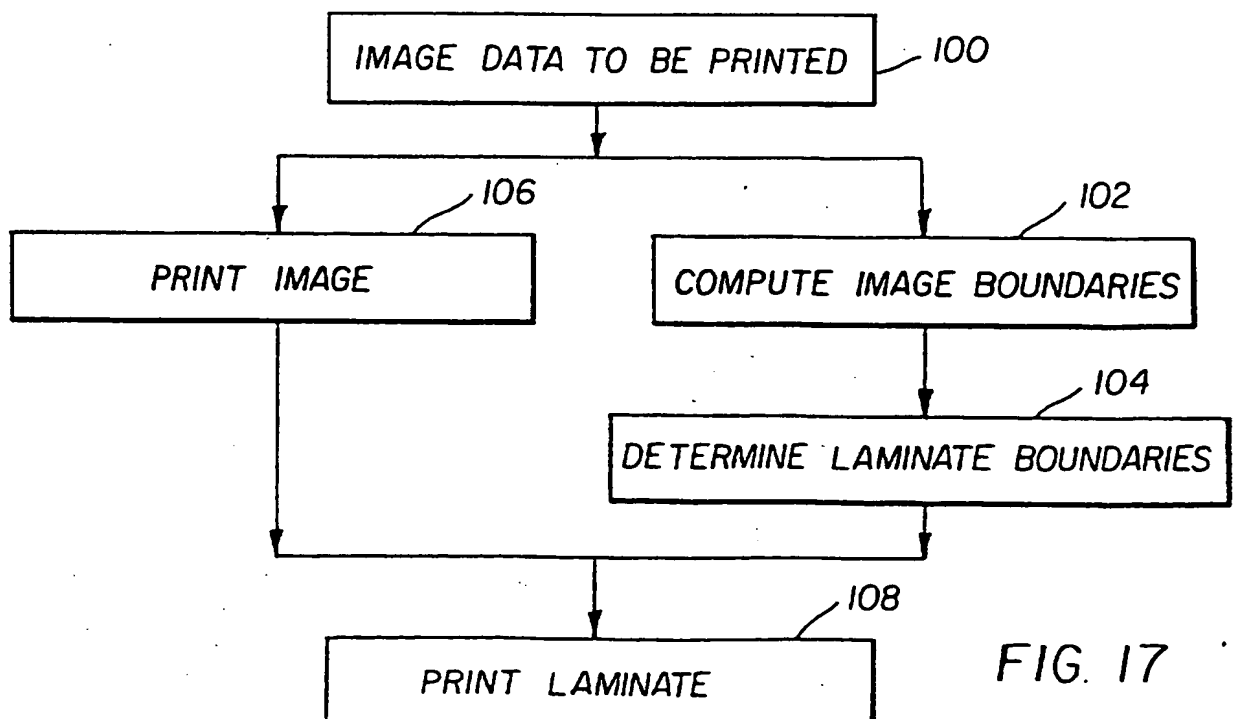 IMAGE DATA TO BE PRINTED
100
106
102
PRINT IMAGE
COMPUTE IMAGE BOUNDARIES
104
DETERMINE LAMINATE BOUNDARIES
108
PRINT LAMINATE
FIG. 17